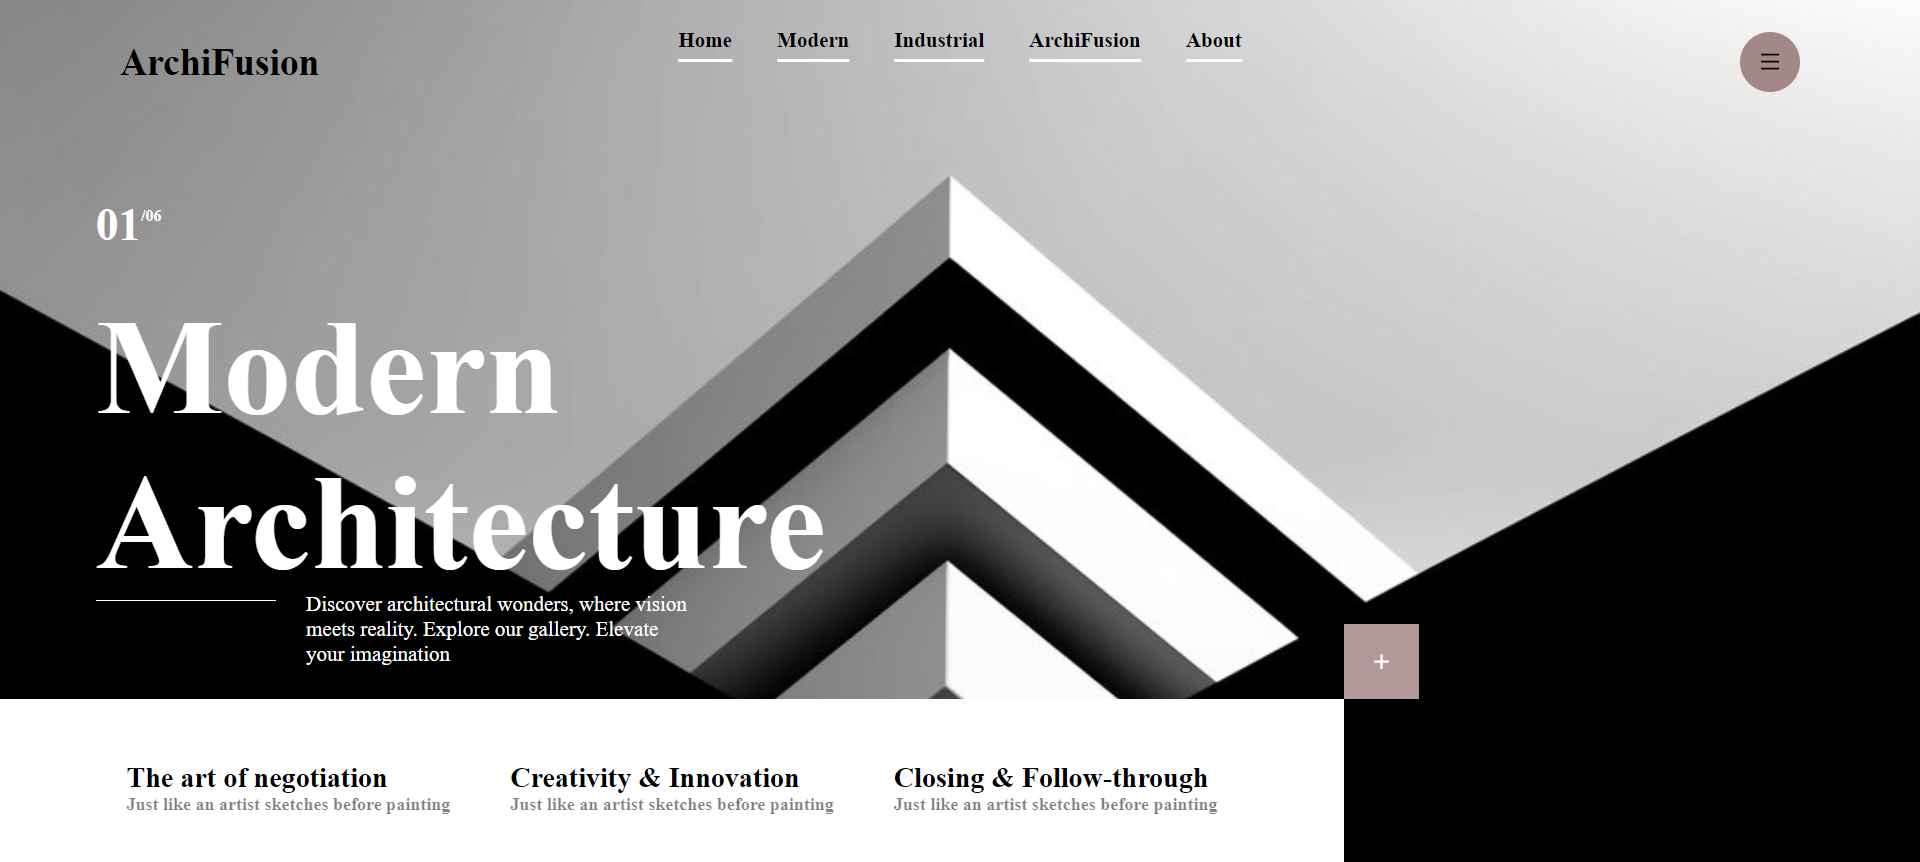 ArchiFusion
Home
Modern
Industrial
ArchiFusion
About
01/06
Modern
Architecture
Discover architectural wonders, where vision
meets reality. Explore our gallery. Elevate
your imagination
+
The art of negotiation
Just like an artist sketches before painting
Creativity & Innovation
Just like an artist sketches before painting
Closing & Follow-through
Just like an artist sketches before painting